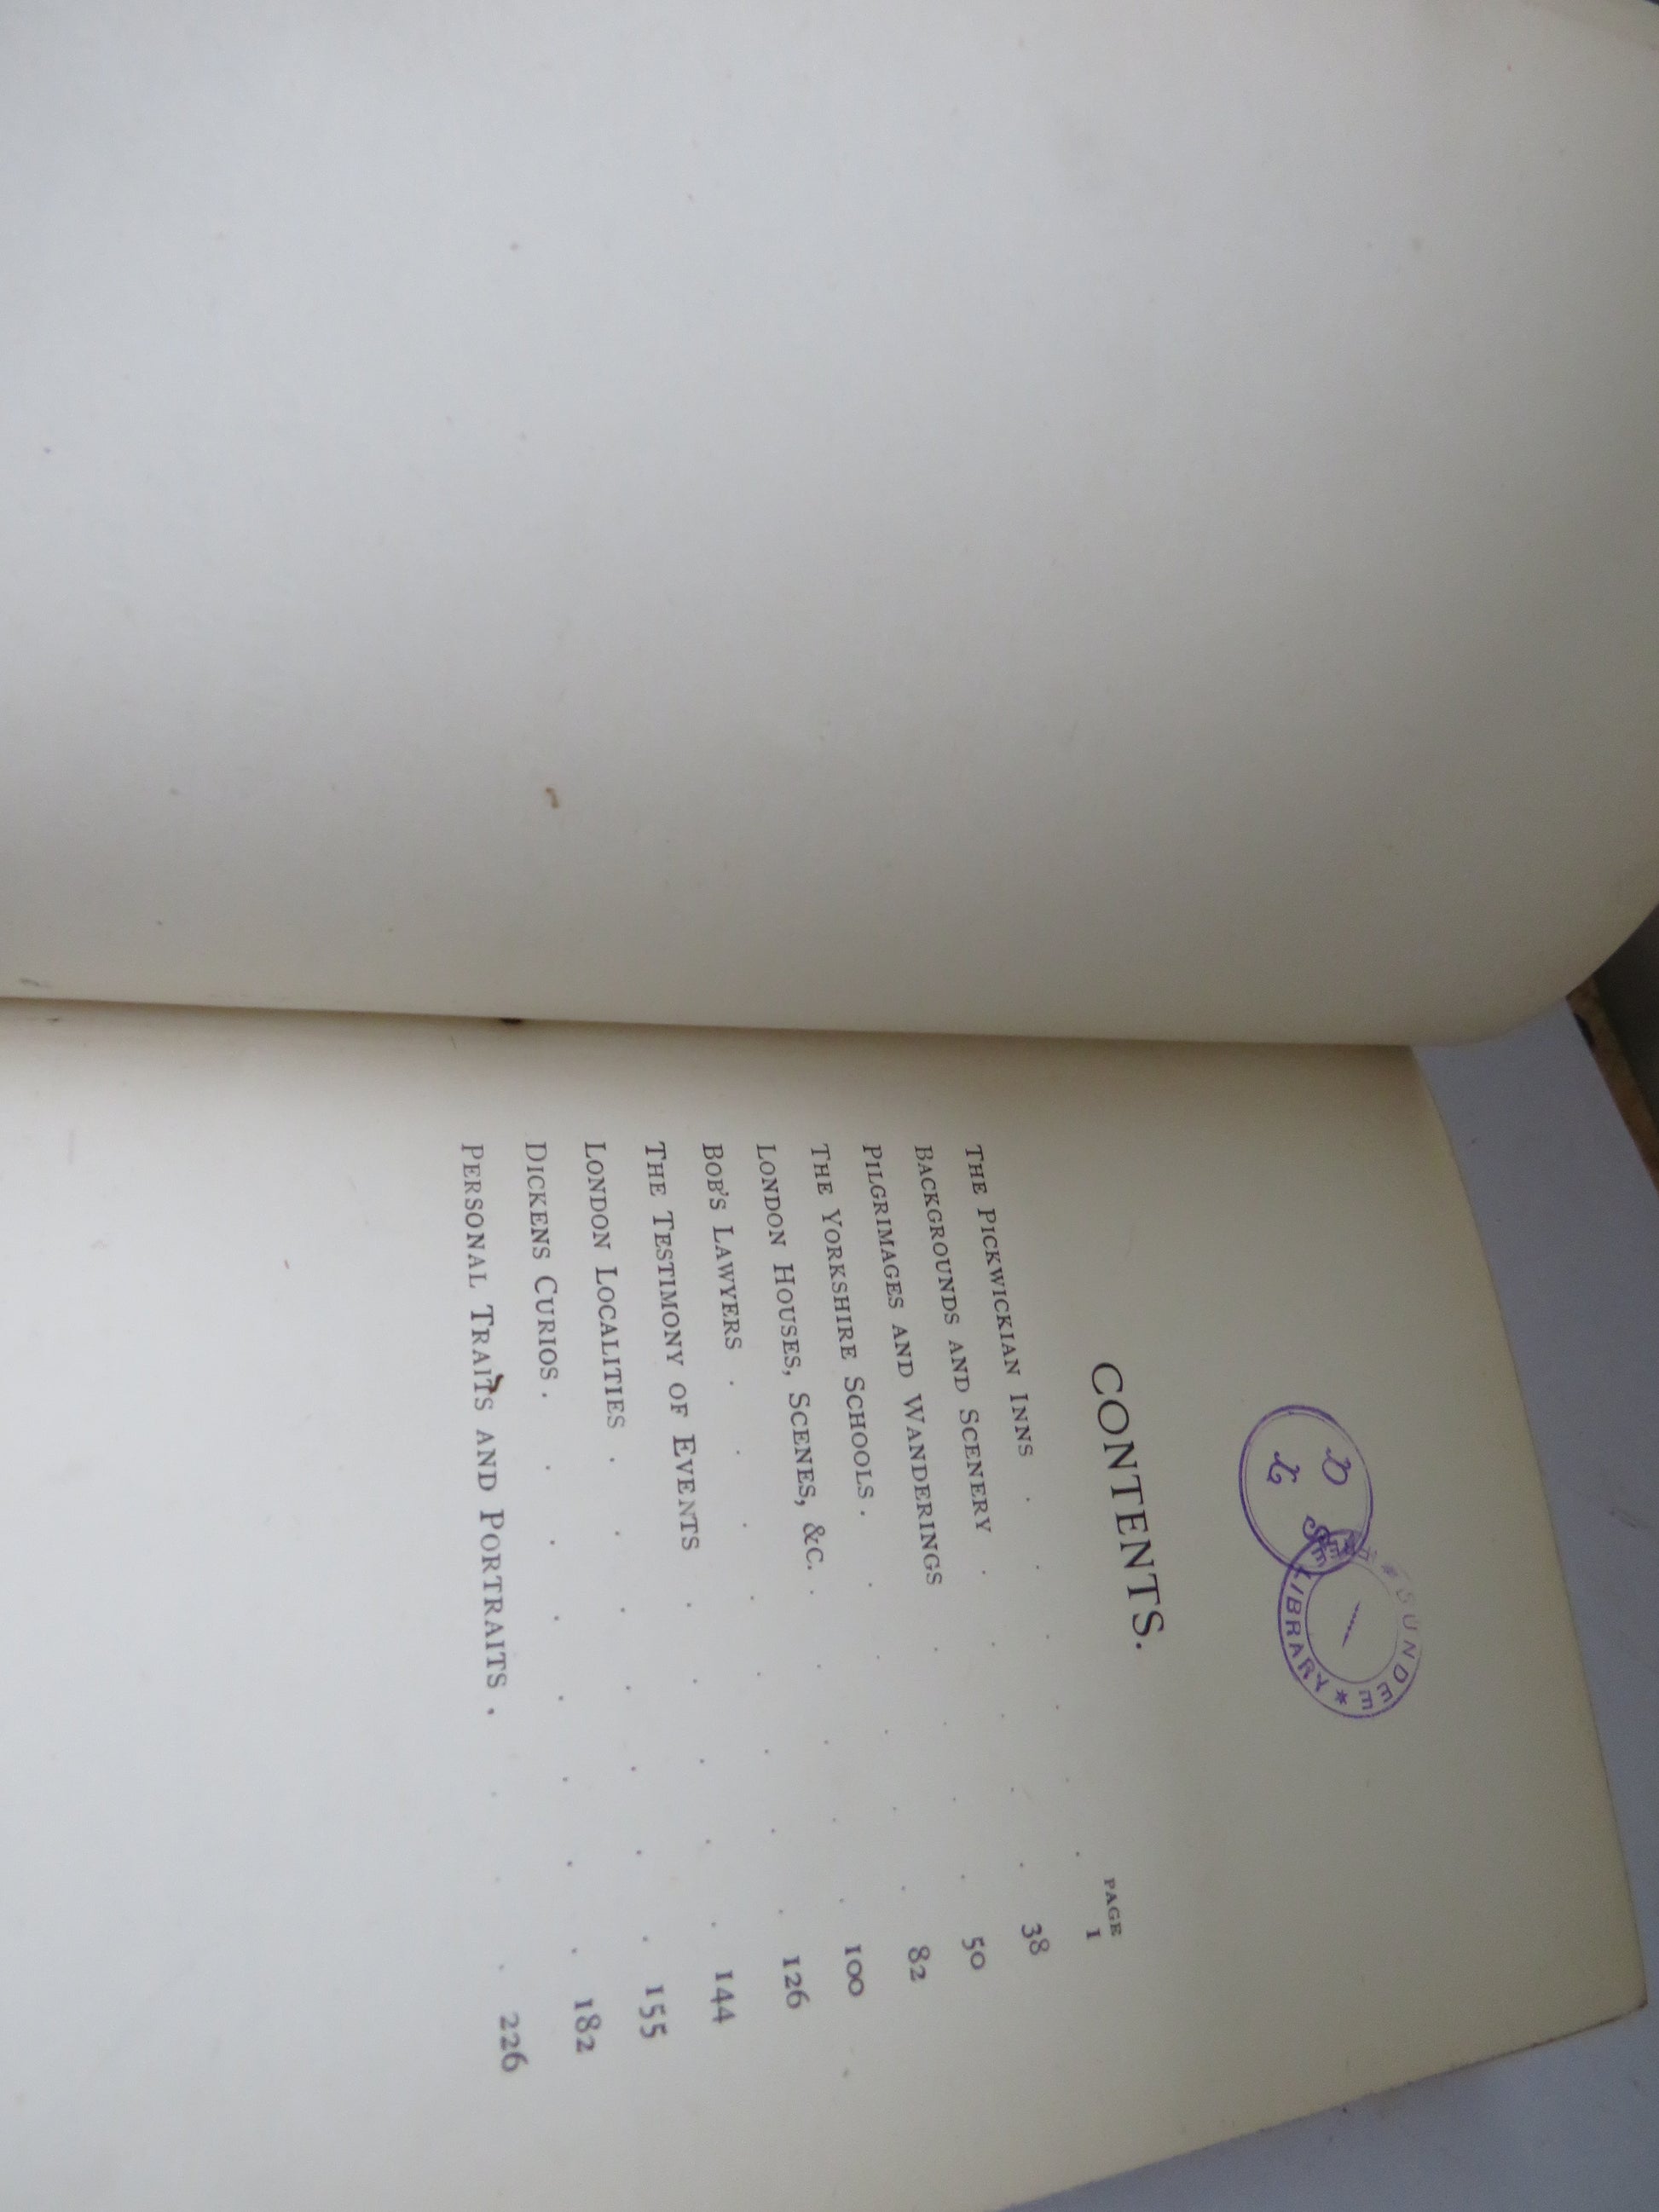 DUNDEE
LIBRARY
CONTENTS.
PAGE
THE PICKWICKIAN INNS . . . . . . 1
BACKGROUNDS AND SCENERY . . . . . 38
PILGRIMAGES AND WANDERINGS . . . . 50
THE YORKSHIRE SCHOOLS . . . . . . 82
LONDON HOUSES, SCENES, &C. . . . . . 100
BOB'S LAWYERS . . . . . . . . 126
THE TESTIMONY OF EVENTS . . . . . 144
LONDON LOCALITIES . . . . . . . 155
DICKENS CURIOS . . . . . . . . 182
PERSONAL TRAITS AND PORTRAITS . . . . 226